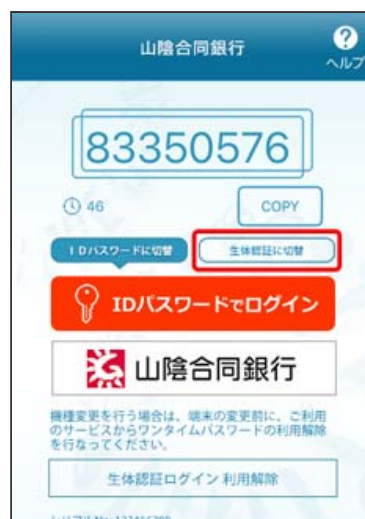 山陰合同銀行
ヘルプ
83350576
46
COPY
IDパスワードに切替
生体認証に切替
IDパスワードでログイン
山陰合同銀行
機種変更を行う場合は、端末の変更前に、ご利用
のサービスからワンタイムパスワードの利用解除
を行なってください。
生体認証ログイン 利用解除